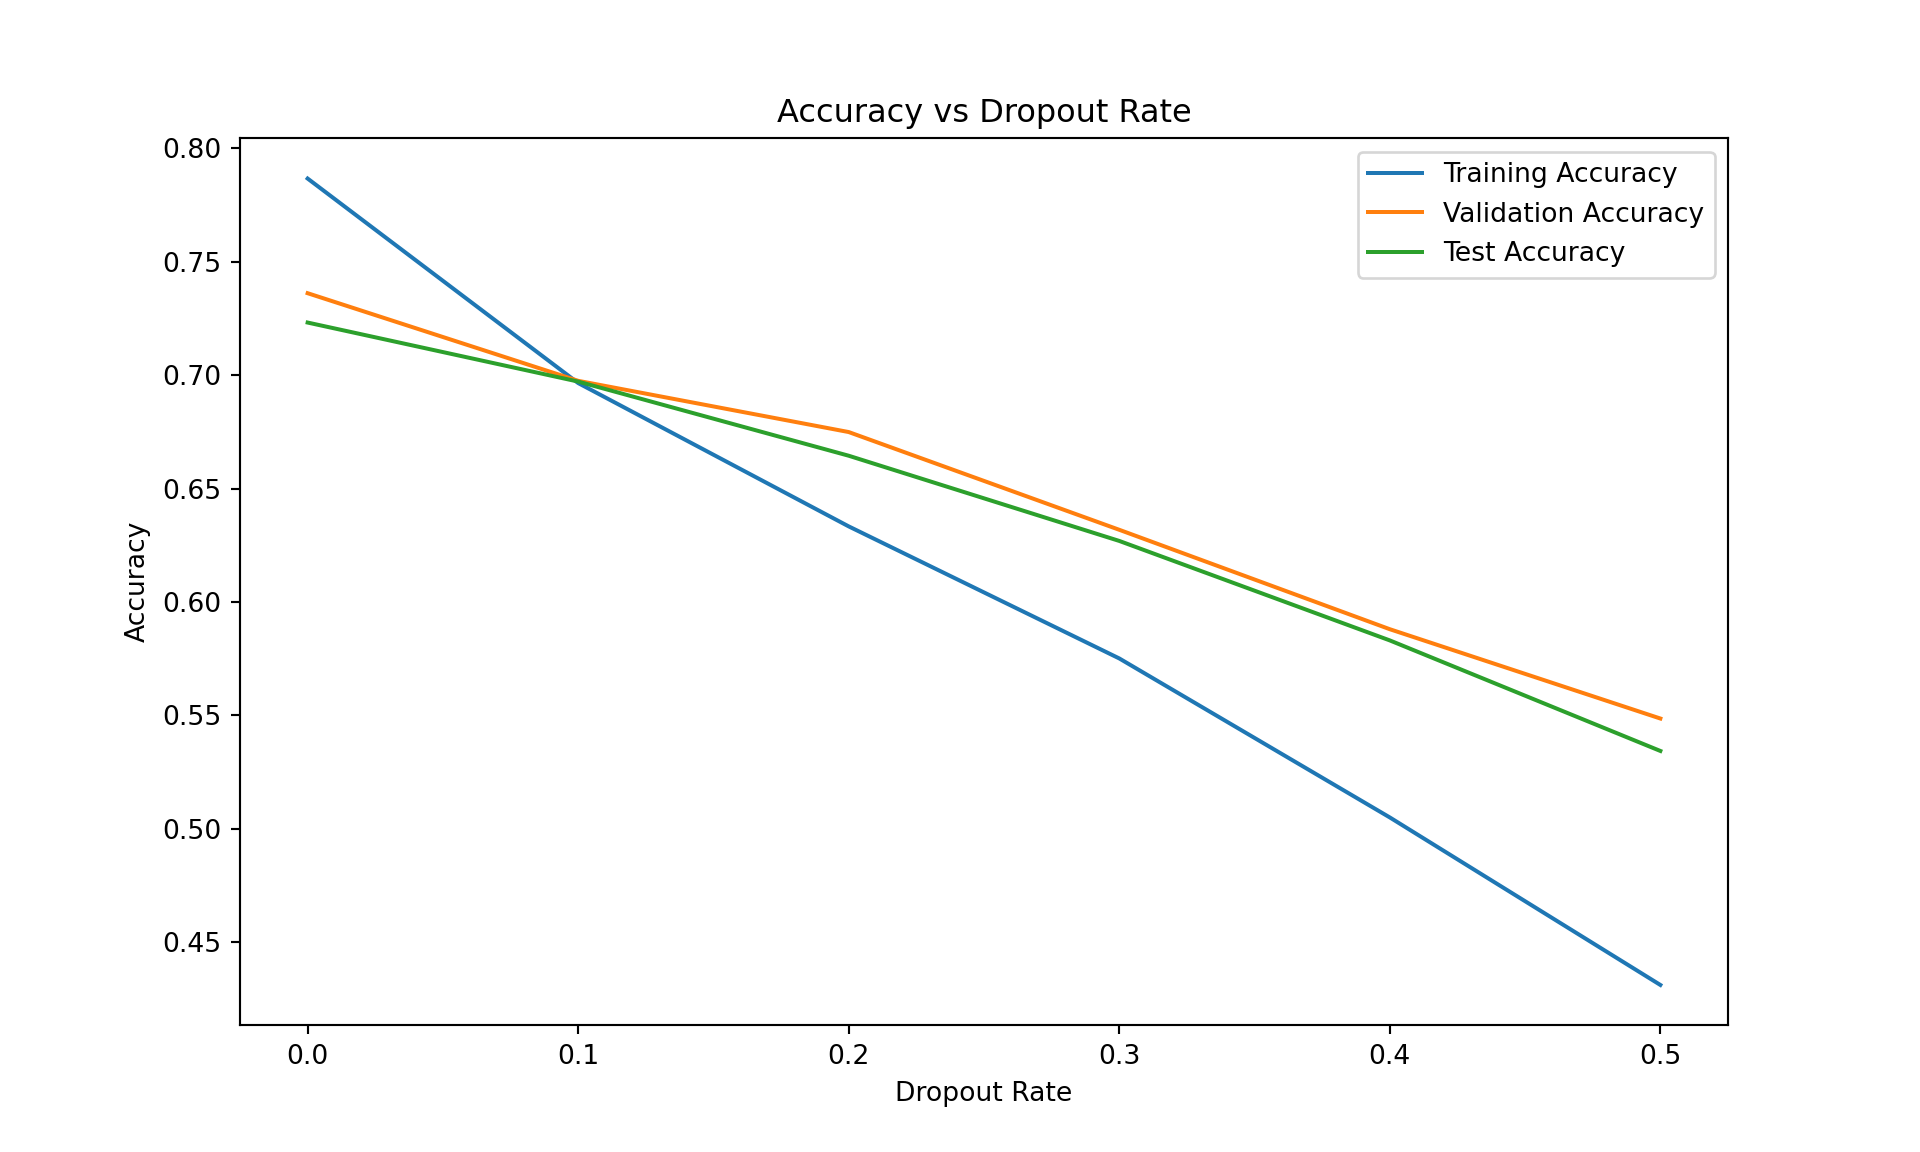 Accuracy vs Dropout Rate
Training Accuracy
Validation Accuracy
Test Accuracy
Accuracy
0.80
0.75
0.70
0.65
0.60
0.55
0.50
0.45
0.0 0.1 0.2 0.3 0.4 0.5
Dropout Rate